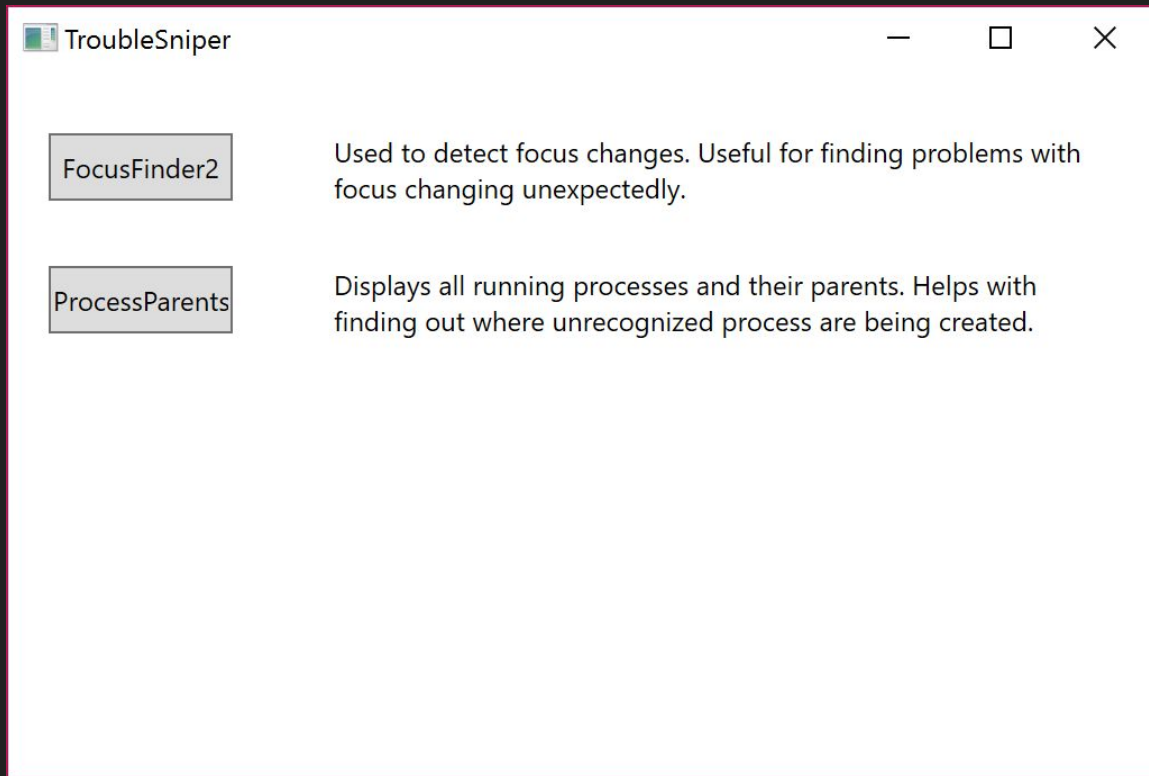 TroubleSniper
FocusFinder2
Used to detect focus changes. Useful for finding problems with
focus changing unexpectedly.
ProcessParents
Displays all running processes and their parents. Helps with
finding out where unrecognized process are being created.